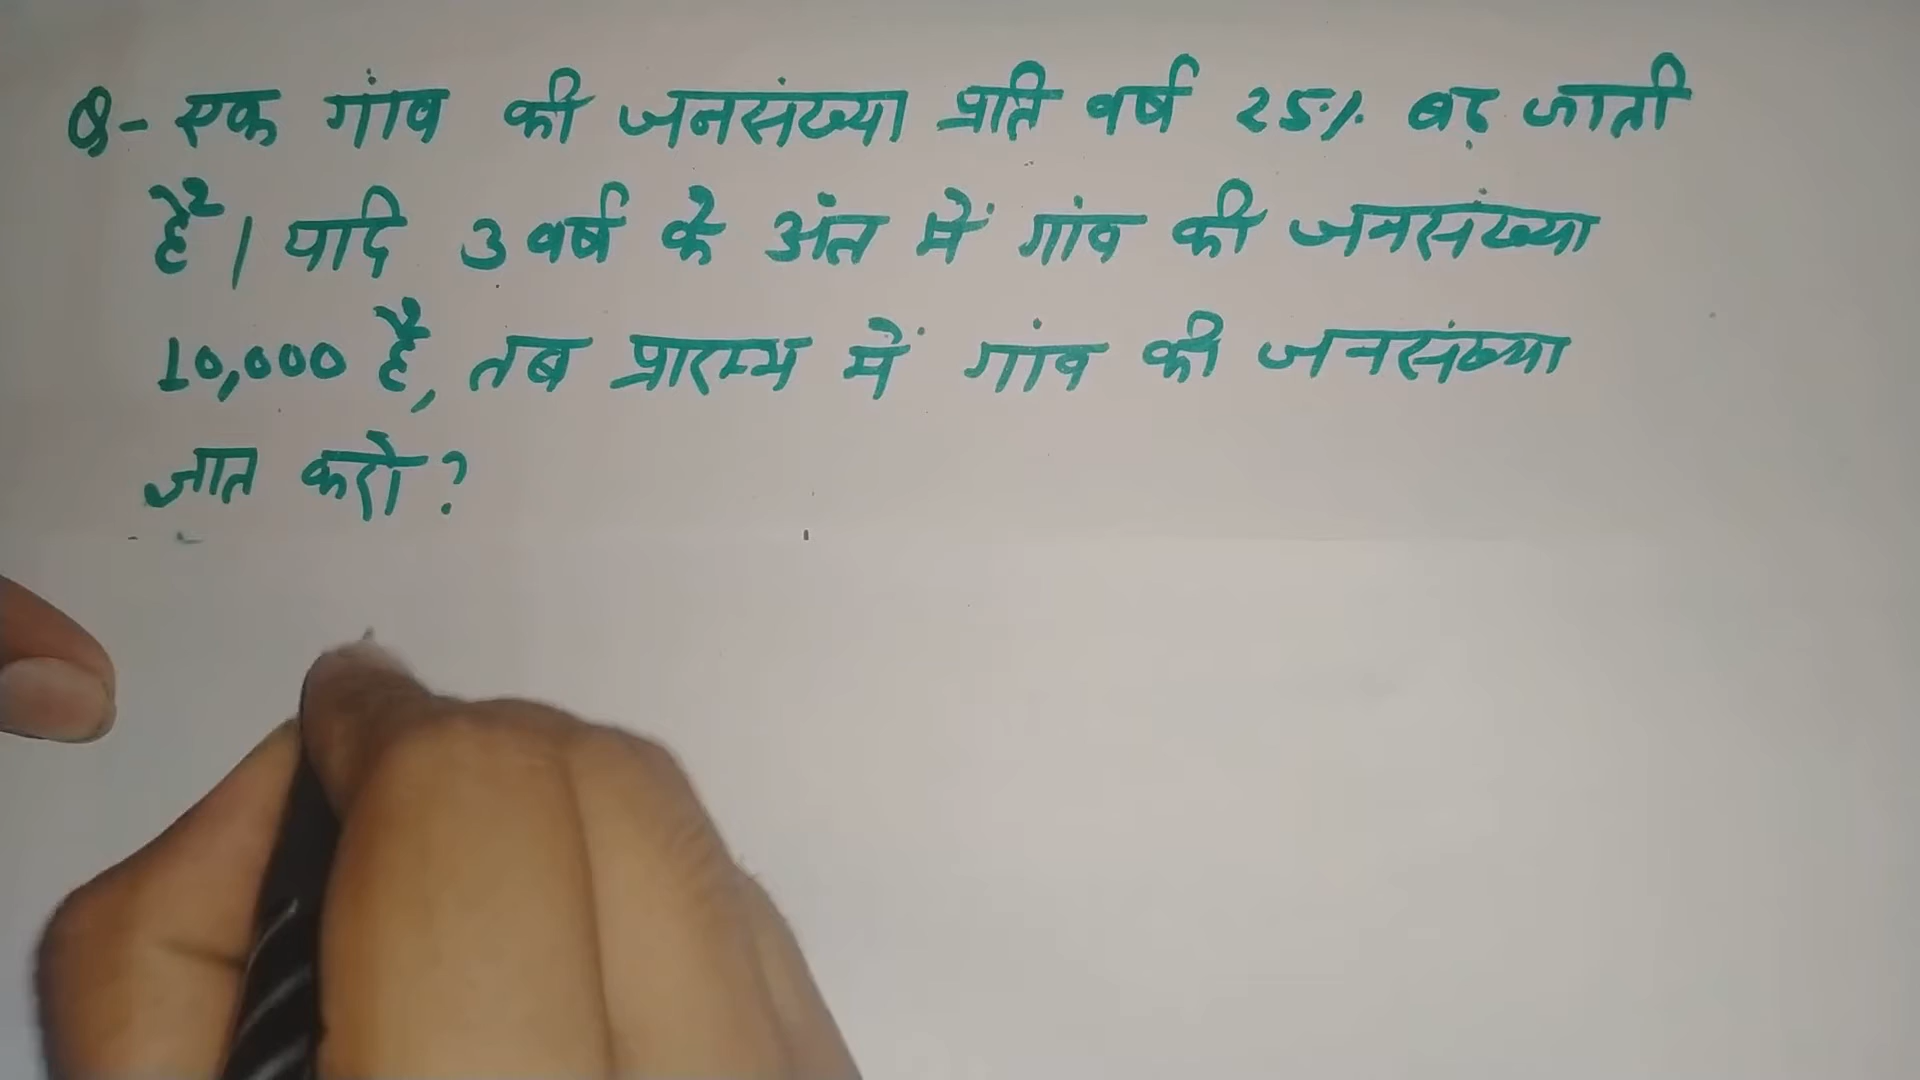 Q- एक गांव की जनसंख्या प्रति वर्ष 25% बढ़ जाती
है। यदि 3 वर्ष के अंत में गांव की जनसंख्या
10,000 है, तब प्रारम्भ में गांव की जनसंख्या
ज्ञात करो?